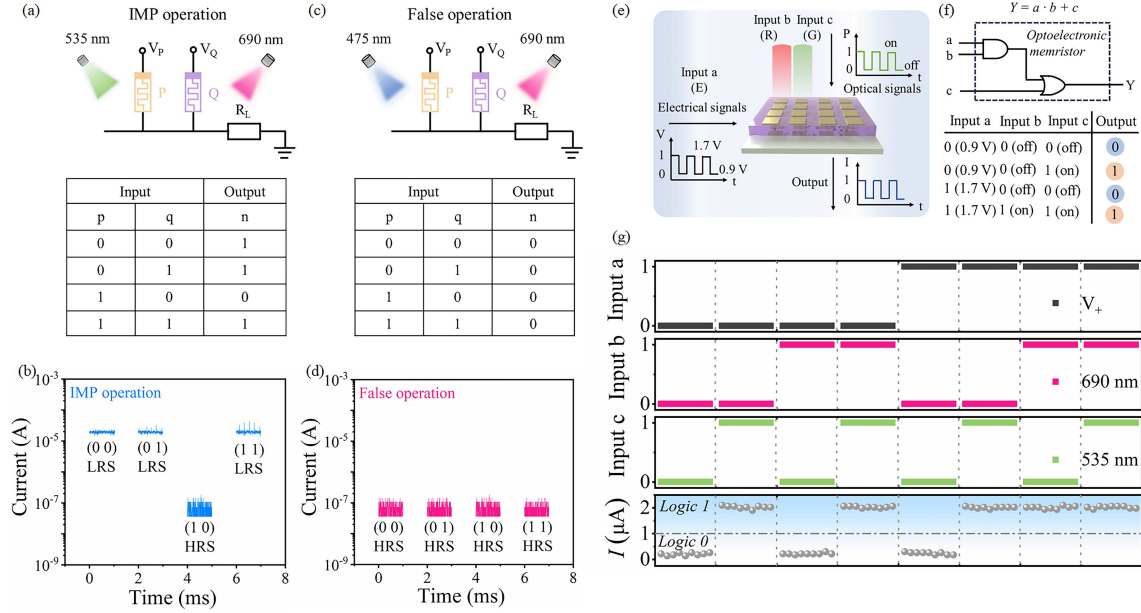 (a)
IMP operation
535 nm
V_P
V_Q
690 nm
P
Q
R_L
Input Output
p q n
0 0 1
0 1 1
1 0 0
1 1 1
(b)
IMP operation
Current (A)
10⁻³
10⁻⁵
10⁻⁷
10⁻⁹
(0 0)
LRS
(0 1)
LRS
(1 0)
HRS
(1 1)
LRS
0 2 4 6 8
Time (ms)
(c)
False operation
475 nm
V_P
V_Q
690 nm
P
Q
R_L
Input Output
p q n
0 0 0
0 1 0
1 0 0
1 1 0
(d)
False operation
Current (A)
10⁻³
10⁻⁵
10⁻⁷
10⁻⁹
(0 0)
HRS
(0 1)
HRS
(1 0)
HRS
(1 1)
HRS
0 2 4 6 8
Time (ms)
(e)
Input b
(R)
Input c
(G)
P
1
0
on
off
t
Optical signals
Input a
(E)
Electrical signals
V
1
0
1.7 V
0.9 V
t
Output
I
1
0
t
(f)
Y = a · b + c
Optoelectronic
memristor
a
b
c
Y
Input a Input b Input c Output
0 (0.9 V) 0 (off) 0 (off) 0
0 (0.9 V) 0 (off) 1 (on) 1
1 (1.7 V) 0 (off) 0 (off) 0
1 (1.7 V) 1 (on) 1 (on) 1
(g)
Input a
1
0
V₊
Input b
1
0
690 nm
Input c
1
0
535 nm
I (μA)
2
1
0
Logic 1
Logic 0